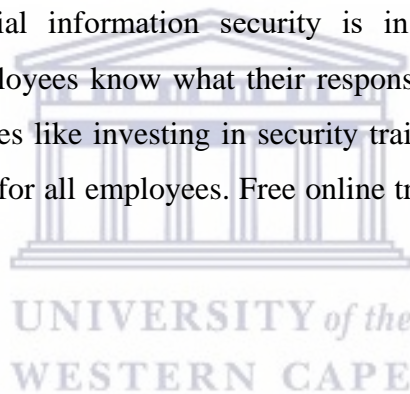 ial information security is in
ployees know what their respons
es like investing in security trai
for all employees. Free online tr
UNIVERSITY of the
WESTERN CAPE